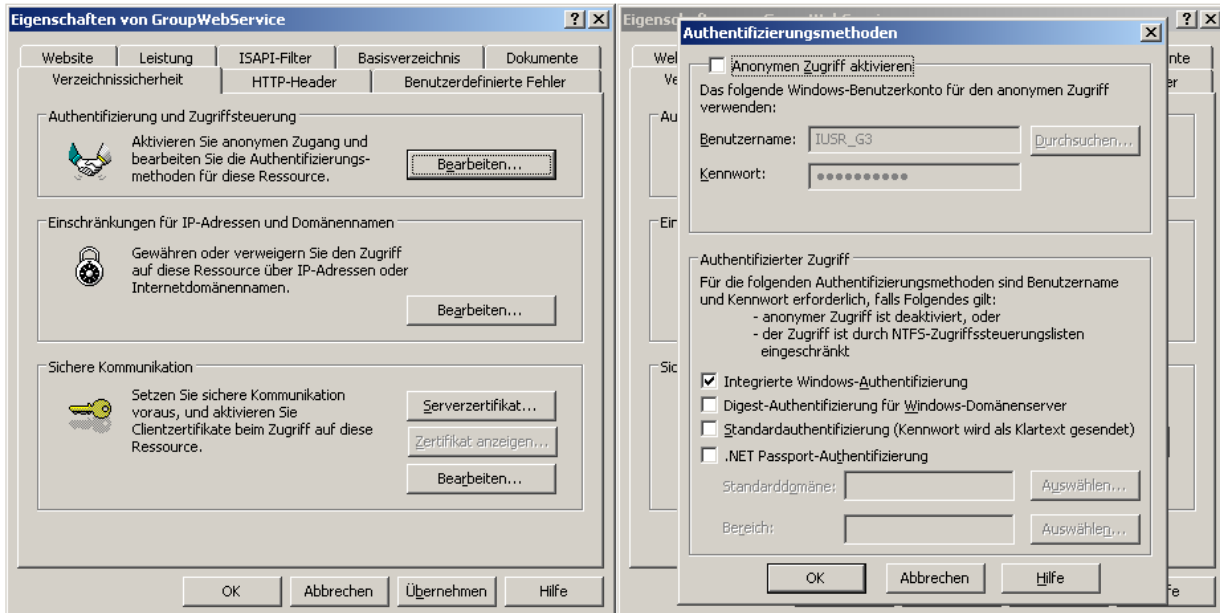 Eigenschaften von GroupWebService
Website
Leistung
ISAPI-Filter
Basisverzeichnis
Dokumente
Verzeichnissicherheit
HTTP-Header
Benutzerdefinierte Fehler
Authentifizierung und Zugriffsteuerung
Aktivieren Sie anonymen Zugang und
bearbeiten Sie die Authentifizierungs-
methoden für diese Ressource.
Bearbeiten...
Einschränkungen für IP-Adressen und Domänennamen
Gewähren oder verweigern Sie den Zugriff
auf diese Ressource über IP-Adressen oder
Internetdomänennamen.
Bearbeiten...
Sichere Kommunikation
Setzen Sie sichere Kommunikation
voraus, und aktivieren Sie
Clientzertifikate beim Zugriff auf diese
Ressource.
Serverzertifikat...
Zertifikat anzeigen...
Bearbeiten...
OK
Abbrechen
Übernehmen
Hilfe
Authentifizierungsmethoden
Anonymen Zugriff aktivieren
Das folgende Windows-Benutzerkonto für den anonymen Zugriff
verwenden:
Benutzername:
IUSR_G3
Durchsuchen...
Kennwort:
Authentifizierter Zugriff
Für die folgenden Authentifizierungsmethoden sind Benutzername
und Kennwort erforderlich, falls Folgendes gilt:
- anonymer Zugriff ist deaktiviert, oder
- der Zugriff ist durch NTFS-Zugriffssteuerungslisten
eingeschränkt
Integrierte Windows-Authentifizierung
Digest-Authentifizierung für Windows-Domänenserver
Standardauthentifizierung (Kennwort wird als Klartext gesendet)
.NET Passport-Authentifizierung
Standarddomäne:
Auswählen...
Bereich:
Auswählen...
OK
Abbrechen
Hilfe